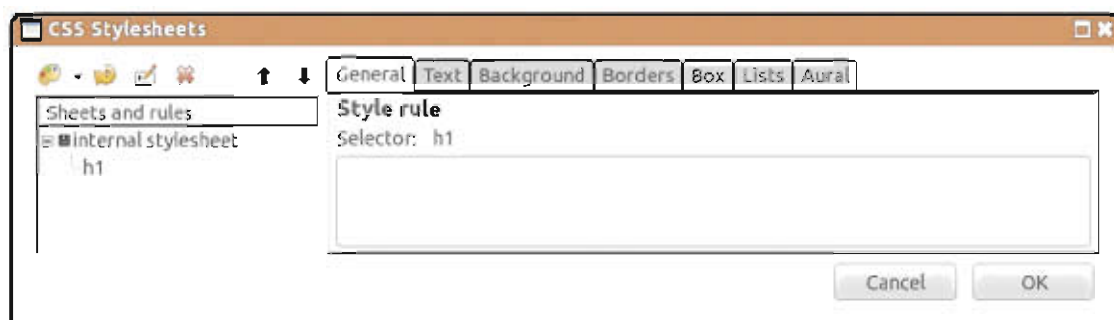 CSS Stylesheets
General Text Background Borders Box Lists Aural
Sheets and rules
internal stylesheet
h1
Style rule
Selector: h1
Cancel OK